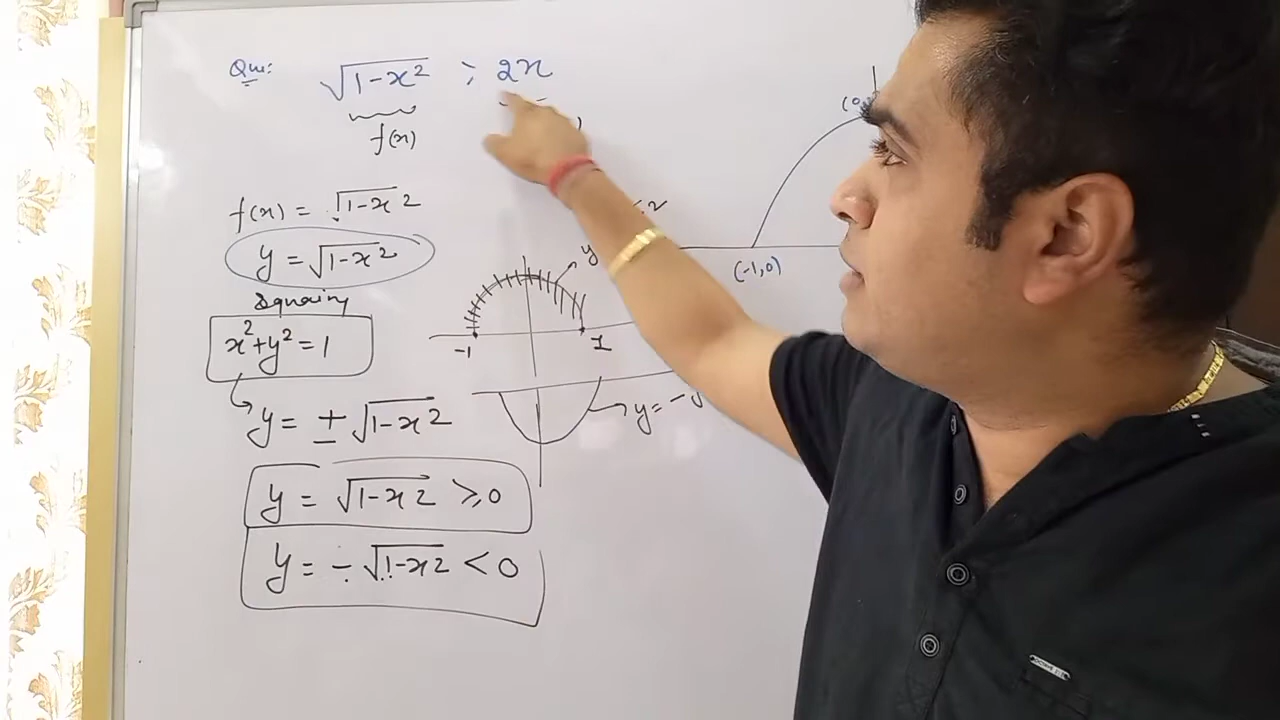 Que: √1-x² ; 2x
f(x)
f(x) = √1-x2
y = √1-x2
Squaring
x²+y²=1
y = ± √1-x2
y = √1-x2 ⩾0
y = - √1-x2 < 0
y
-1 1
y = -√
(-1,0)